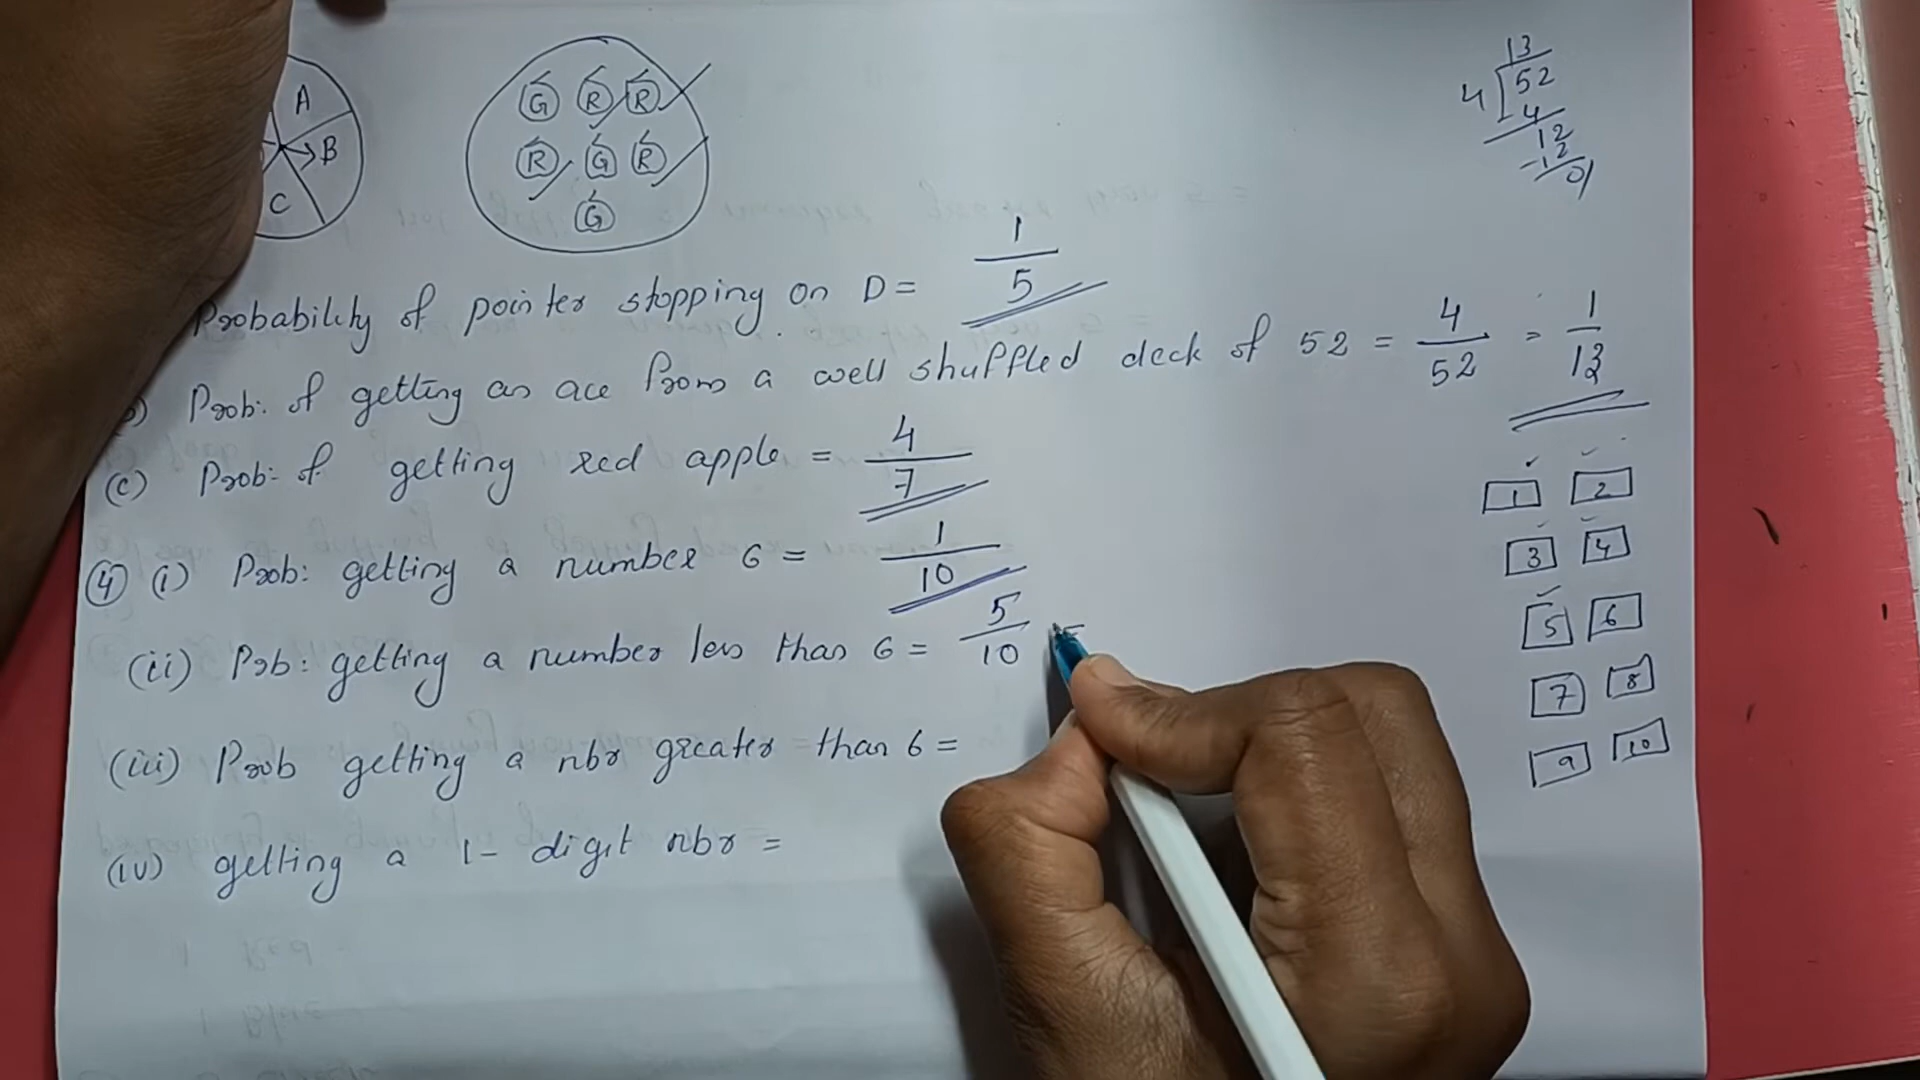 A
B
C
G R R
R G R
G
13
4 52
4
12
-12
0
Probability of pointer stopping on D = 1/5
b) Prob: of getting an ace from a well shuffled deck of 52 = 4/52 = 1/13
(c) Prob: of getting red apple = 4/7
(4) (i) Prob: getting a number 6 = 1/10
(ii) Pob: getting a number less than 6 = 5/10 =
(iii) Prob getting a nbr greater than 6 =
(iv) getting a 1- digit nbr =
1 2
3 4
5 6
7 8
9 10